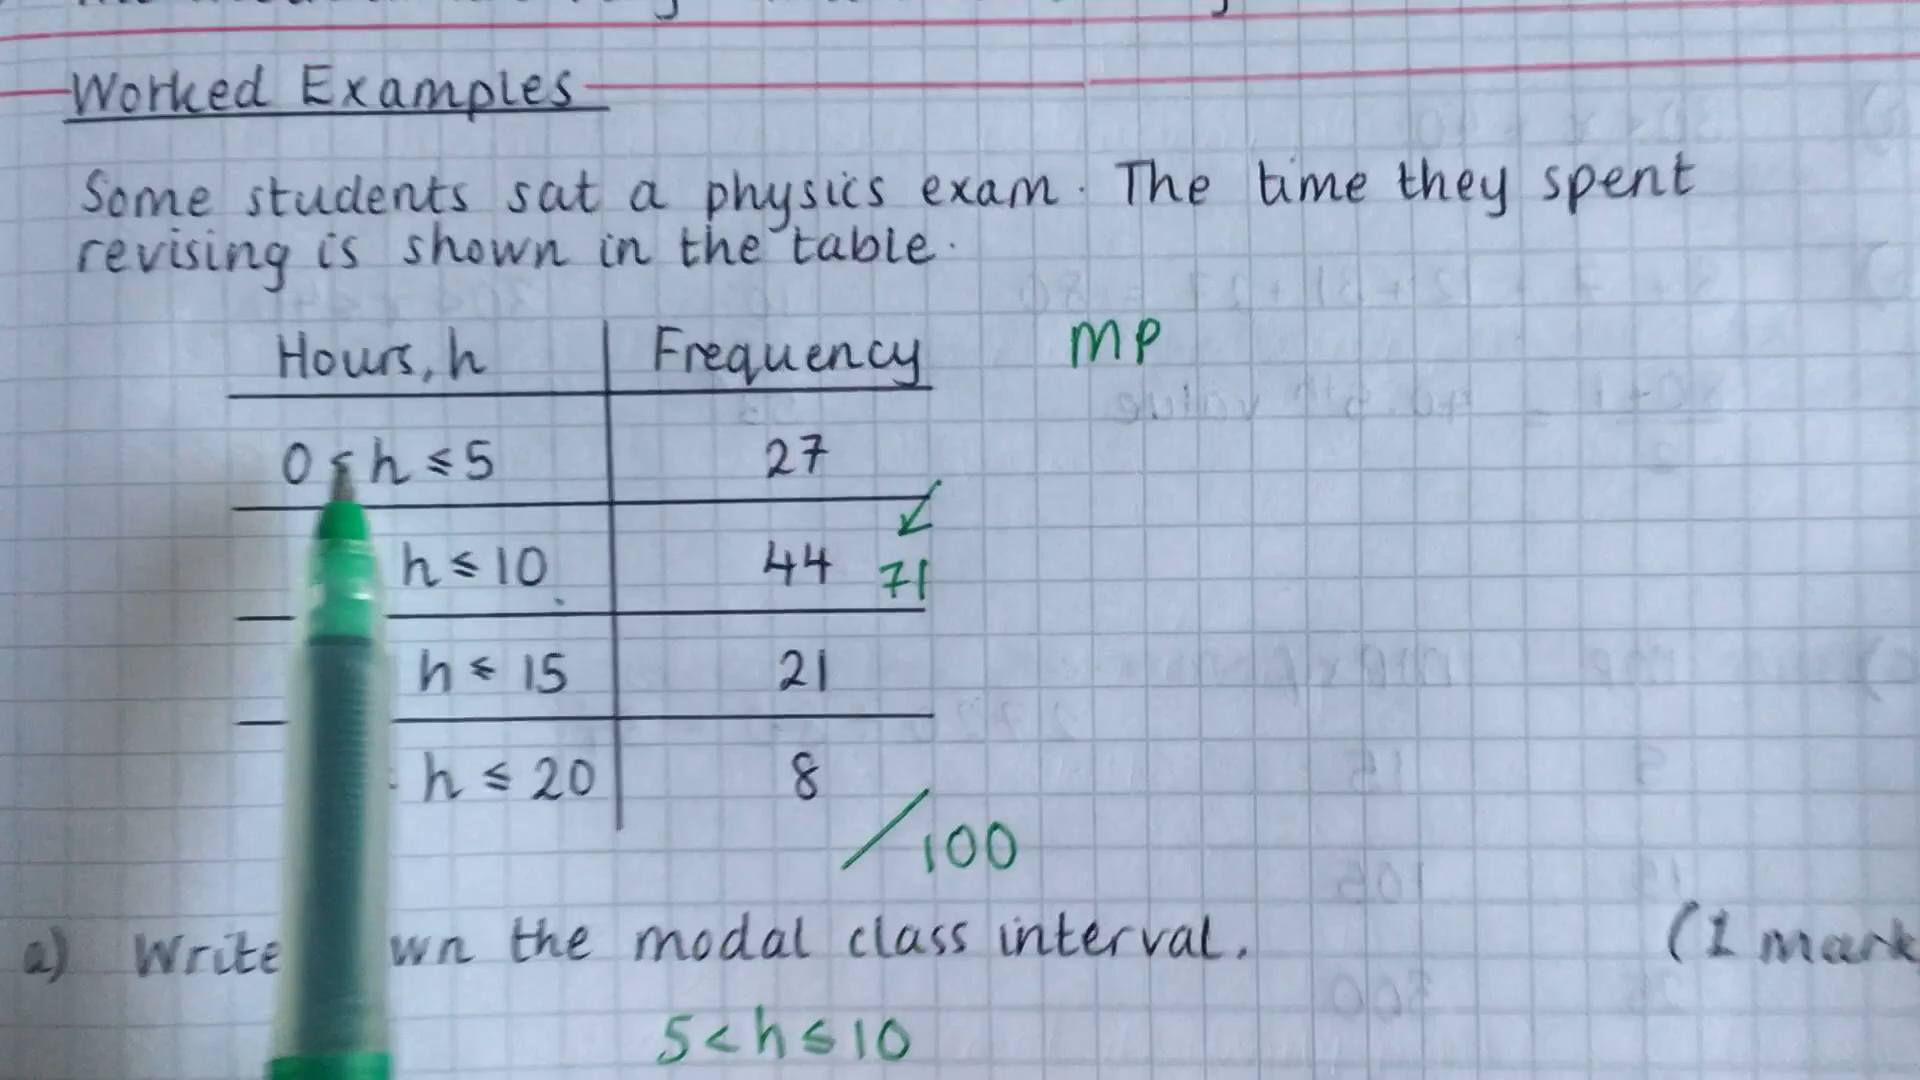 Worked Examples
Some students sat a physics exam. The time they spent
revising is shown in the table.
Hours, h Frequency MP
0 < h ≤ 5 27
h ≤ 10 44 71
h ≤ 15 21
h ≤ 20 8
/100
a) Write wn the modal class interval. (1 mark
5 < h ≤ 10